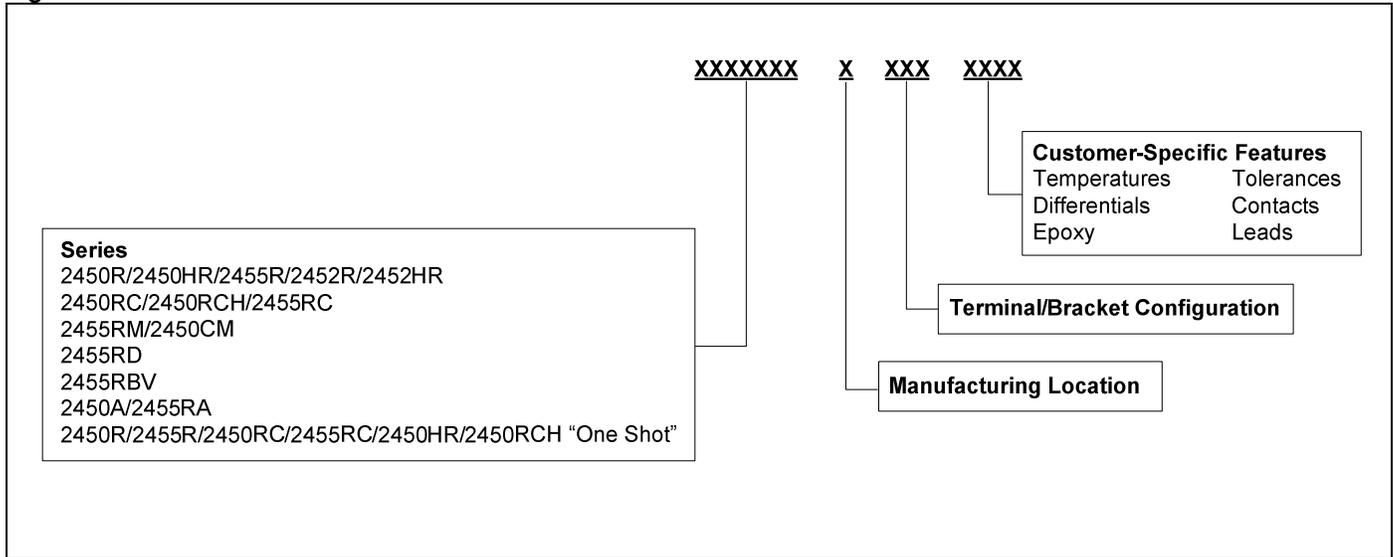 XXXXXXX X XXX XXXX
Customer-Specific Features
Temperatures Tolerances
Differentials Contacts
Epoxy Leads
Series
2450R/2450HR/2455R/2452R/2452HR
2450RC/2450RCH/2455RC
2455RM/2450CM
2455RD
2455RBV
2450A/2455RA
2450R/2455R/2450RC/2455RC/2450HR/2450RCH “One Shot”
Terminal/Bracket Configuration
Manufacturing Location